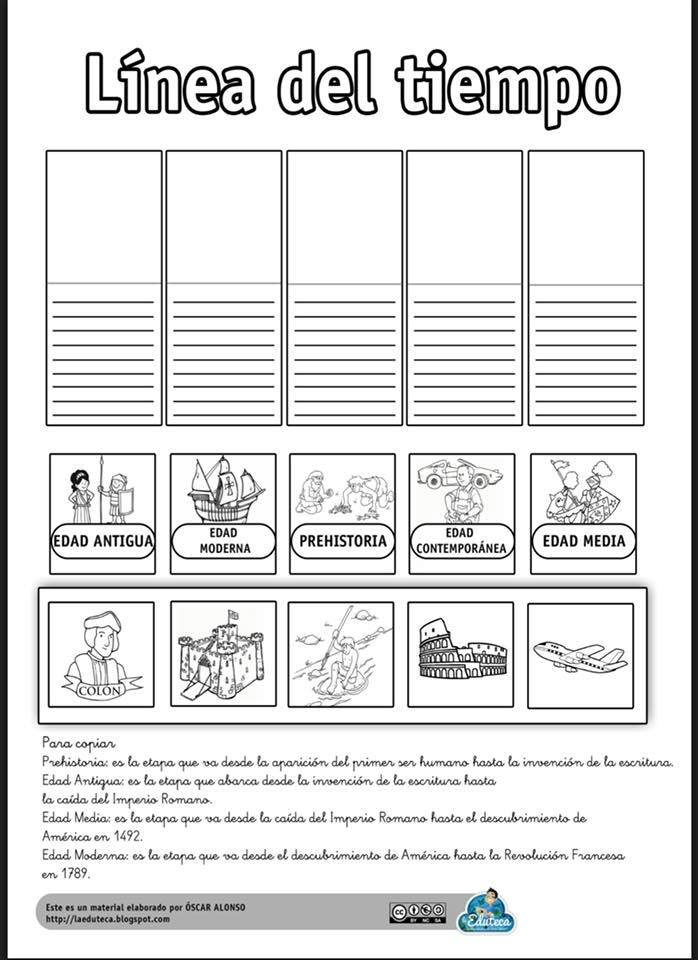 Línea del tiempo
EDAD ANTIGUA
EDAD
MODERNA
PREHISTORIA
EDAD
CONTEMPORÁNEA
EDAD MEDIA
COLON
Para copiar
Prehistoria: es la etapa que va desde la aparición del primer ser humano hasta la invención de la escritura.
Edad Antigua: es la etapa que abarca desde la invención de la escritura hasta
la caída del Imperio Romano.
Edad Media: es la etapa que va desde la caída del Imperio Romano hasta el descubrimiento de
América en 1492.
Edad Moderna: es la etapa que va desde el descubrimiento de América hasta la Revolución Francesa
en 1789.
Este es un material elaborado por ÓSCAR ALONSO
http://laeduteca.blogspot.com
cc BY NC SA
la Eduteca